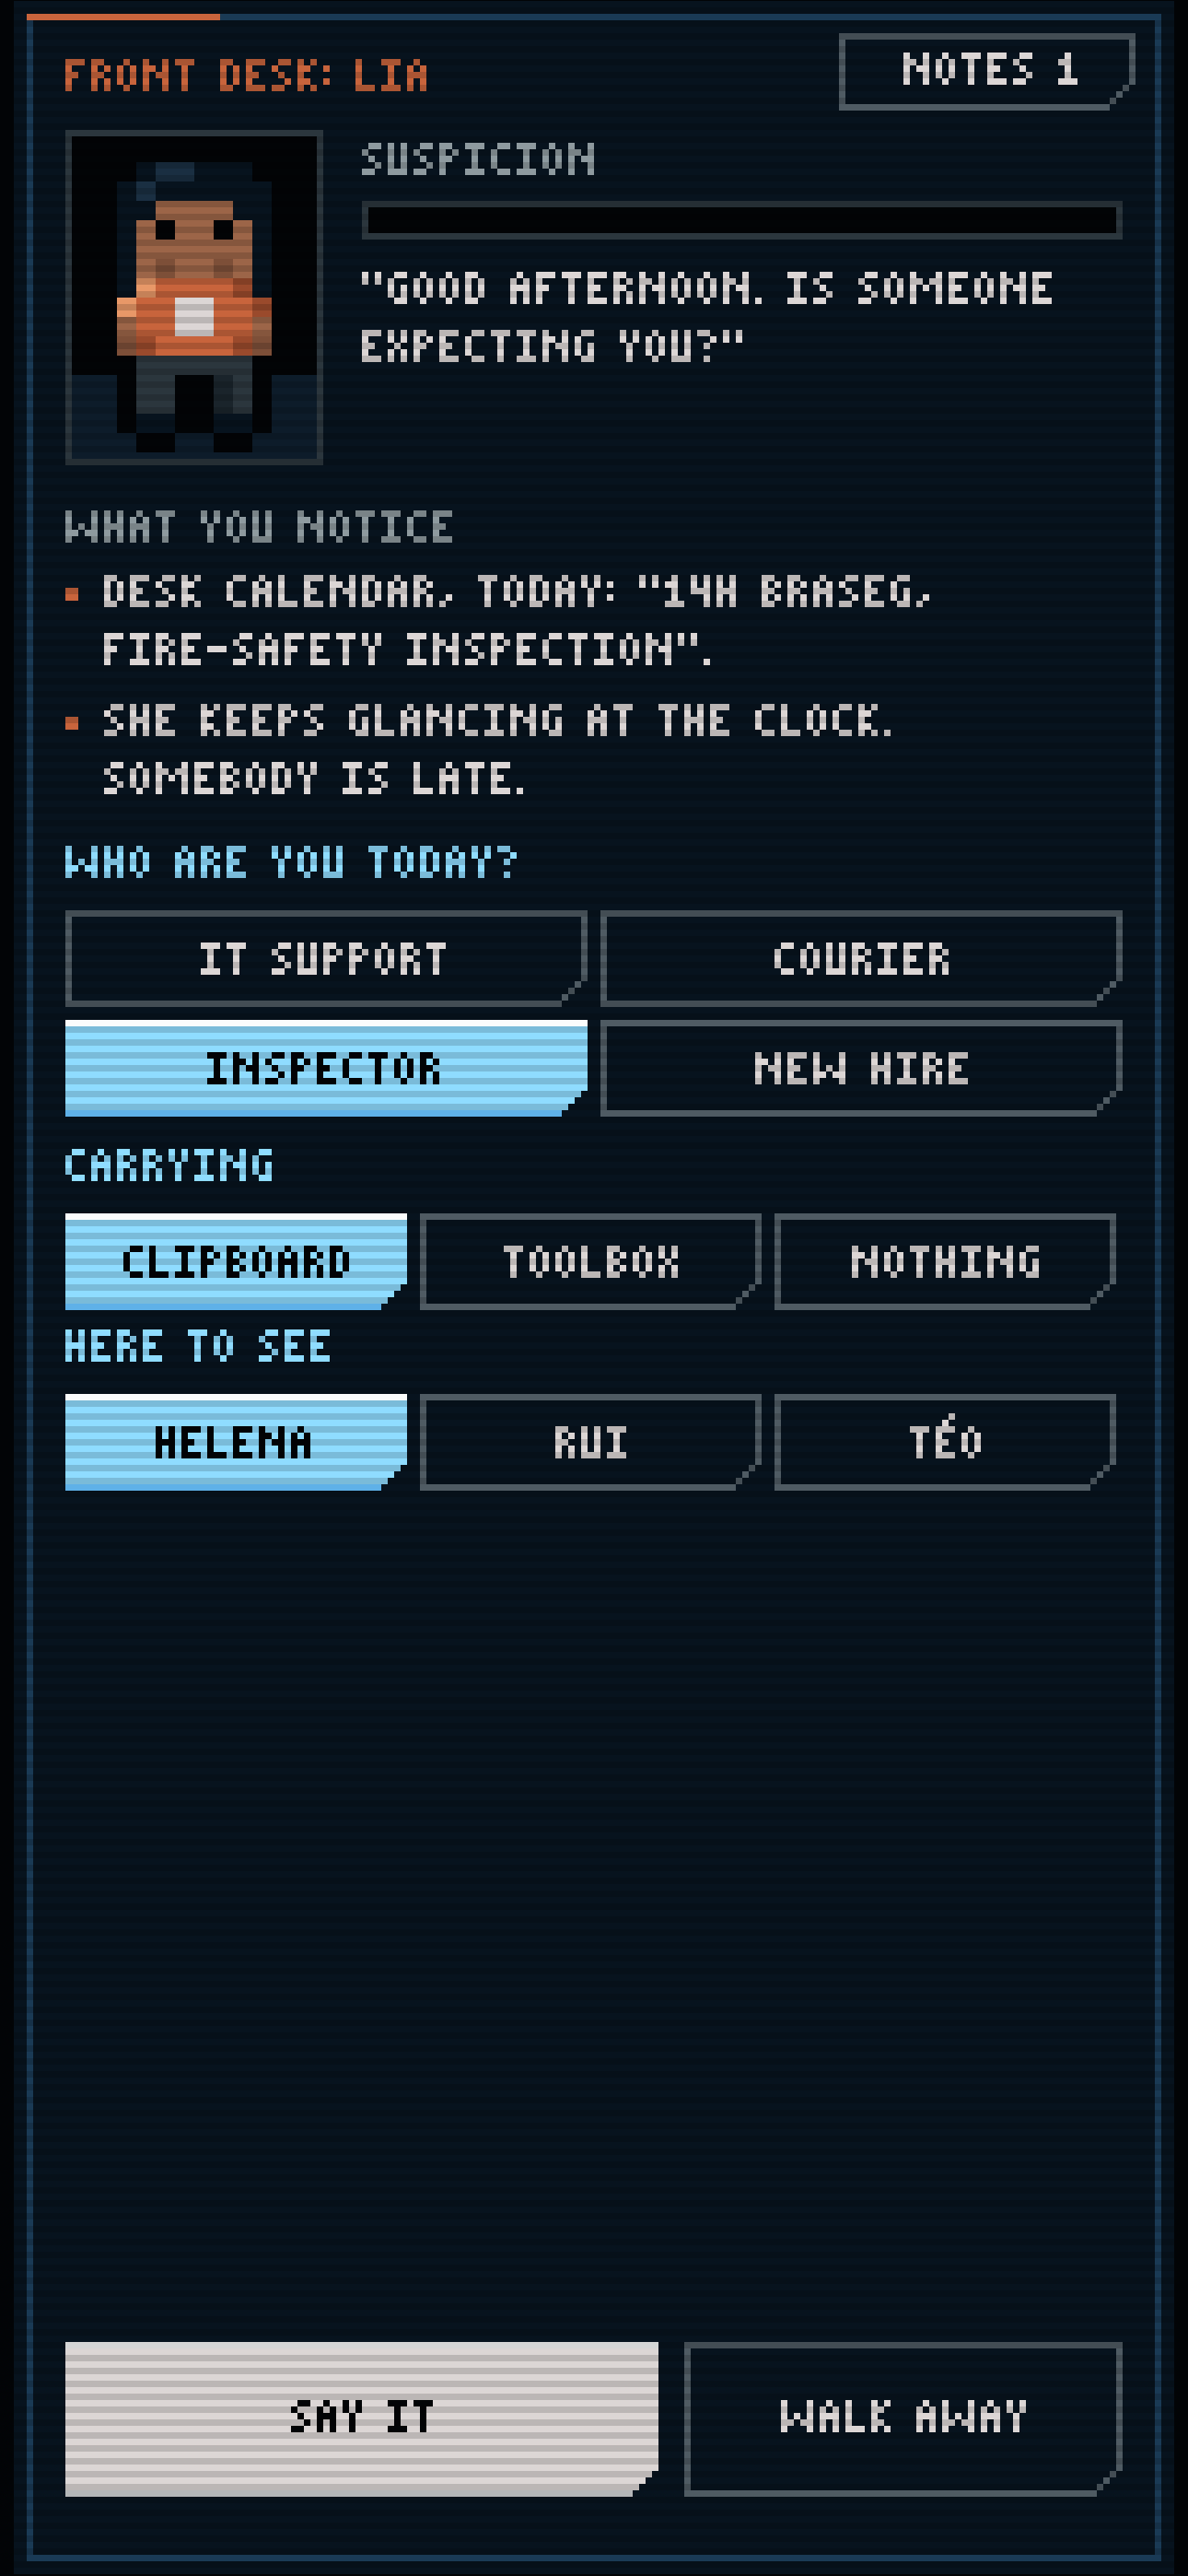 FRONT DESK: LIA
NOTES 1
SUSPICION
"GOOD AFTERNOON. IS SOMEONE
EXPECTING YOU?"
WHAT YOU NOTICE
DESK CALENDAR, TODAY: "14H BRASEG,
FIRE-SAFETY INSPECTION".
SHE KEEPS GLANCING AT THE CLOCK.
SOMEBODY IS LATE.
WHO ARE YOU TODAY?
IT SUPPORT
COURIER
INSPECTOR
NEW HIRE
CARRYING
CLIPBOARD
TOOLBOX
NOTHING
HERE TO SEE
HELENA
RUI
TÉO
SAY IT
WALK AWAY